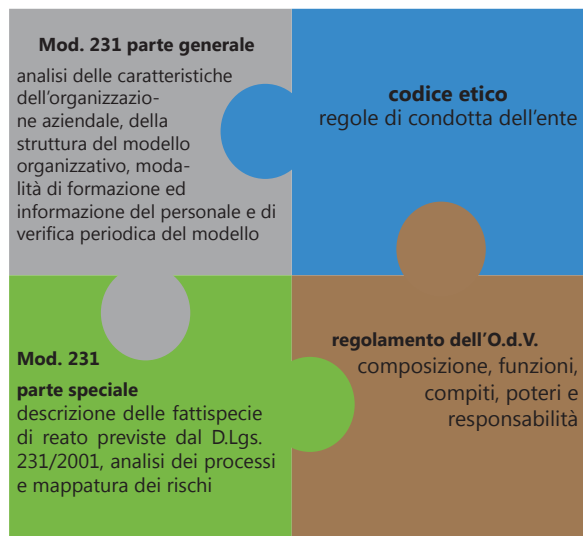 Mod. 231 parte generale
analisi delle caratteristiche
dell'organizzazio-
ne aziendale, della
struttura del modello
organizzativo, moda-
lità di formazione ed
informazione del personale e di
verifica periodica del modello
codice etico
regole di condotta dell'ente
Mod. 231
parte speciale
descrizione delle fattispecie
di reato previste dal D.Lgs.
231/2001, analisi dei processi
e mappatura dei rischi
regolamento dell'O.d.V.
composizione, funzioni,
compiti, poteri e
responsabilità